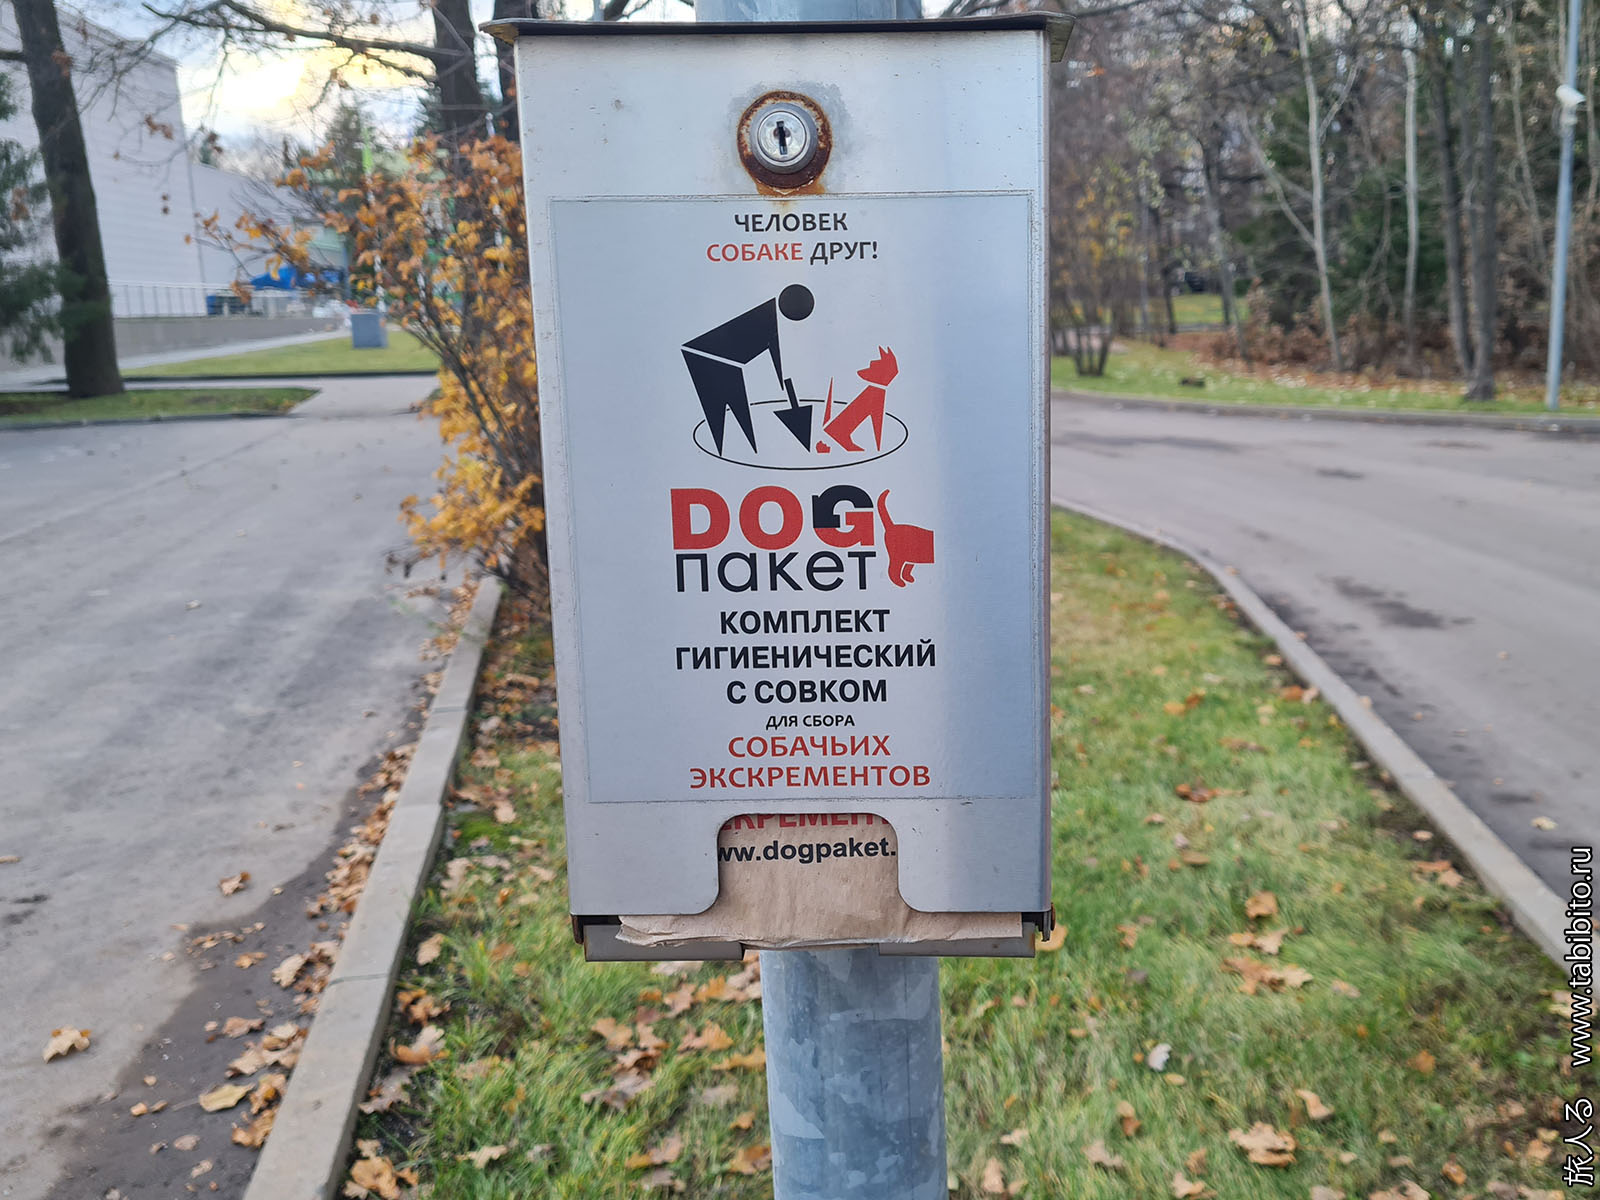 ЧЕЛОВЕК
СОБАКЕ ДРУГ!
DOG
пакет
КОМПЛЕКТ
ГИГИЕНИЧЕСКИЙ
С СОВКОМ
ДЛЯ СБОРА
СОБАЧЬИХ
ЭКСКРЕМЕНТОВ
www.dogpaket.
旅人る www.tabibito.ru